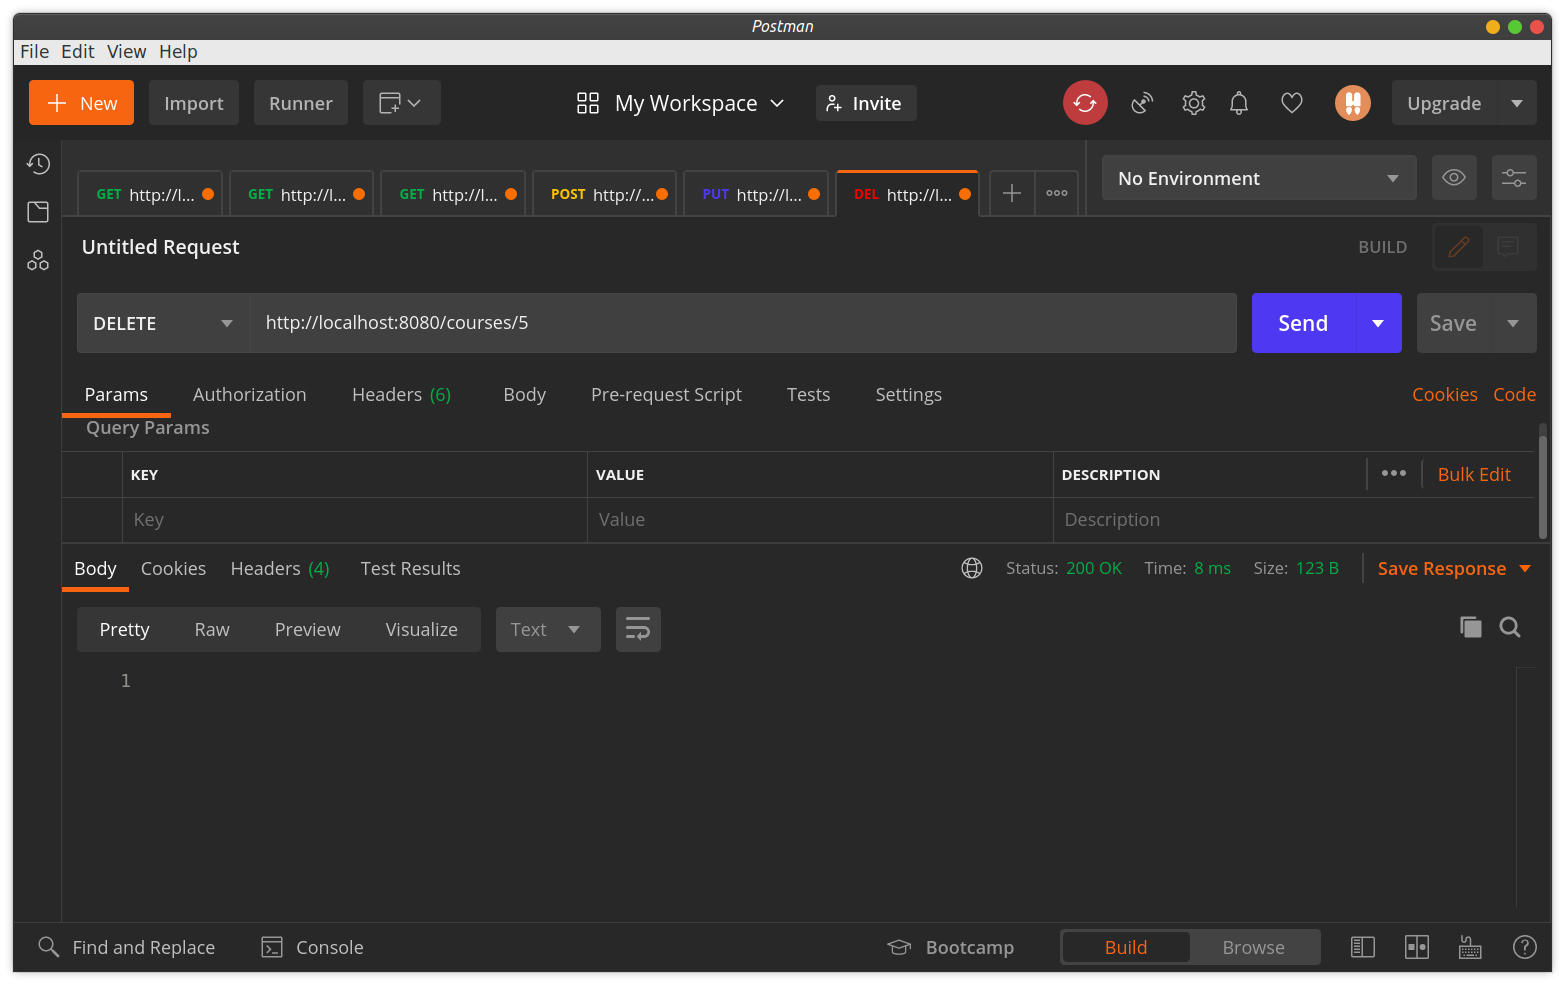 Postman
File Edit View Help
New Import Runner My Workspace Invite Upgrade
GET http://l... GET http://l... GET http://l... POST http://... PUT http://l... DEL http://l... No Environment
Untitled Request BUILD
DELETE http://localhost:8080/courses/5 Send Save
Params Authorization Headers (6) Body Pre-request Script Tests Settings Cookies Code
Query Params
KEY VALUE DESCRIPTION Bulk Edit
Key Value Description
Body Cookies Headers (4) Test Results Status: 200 OK Time: 8 ms Size: 123 B Save Response
Pretty Raw Preview Visualize Text
1
Find and Replace Console Bootcamp Build Browse